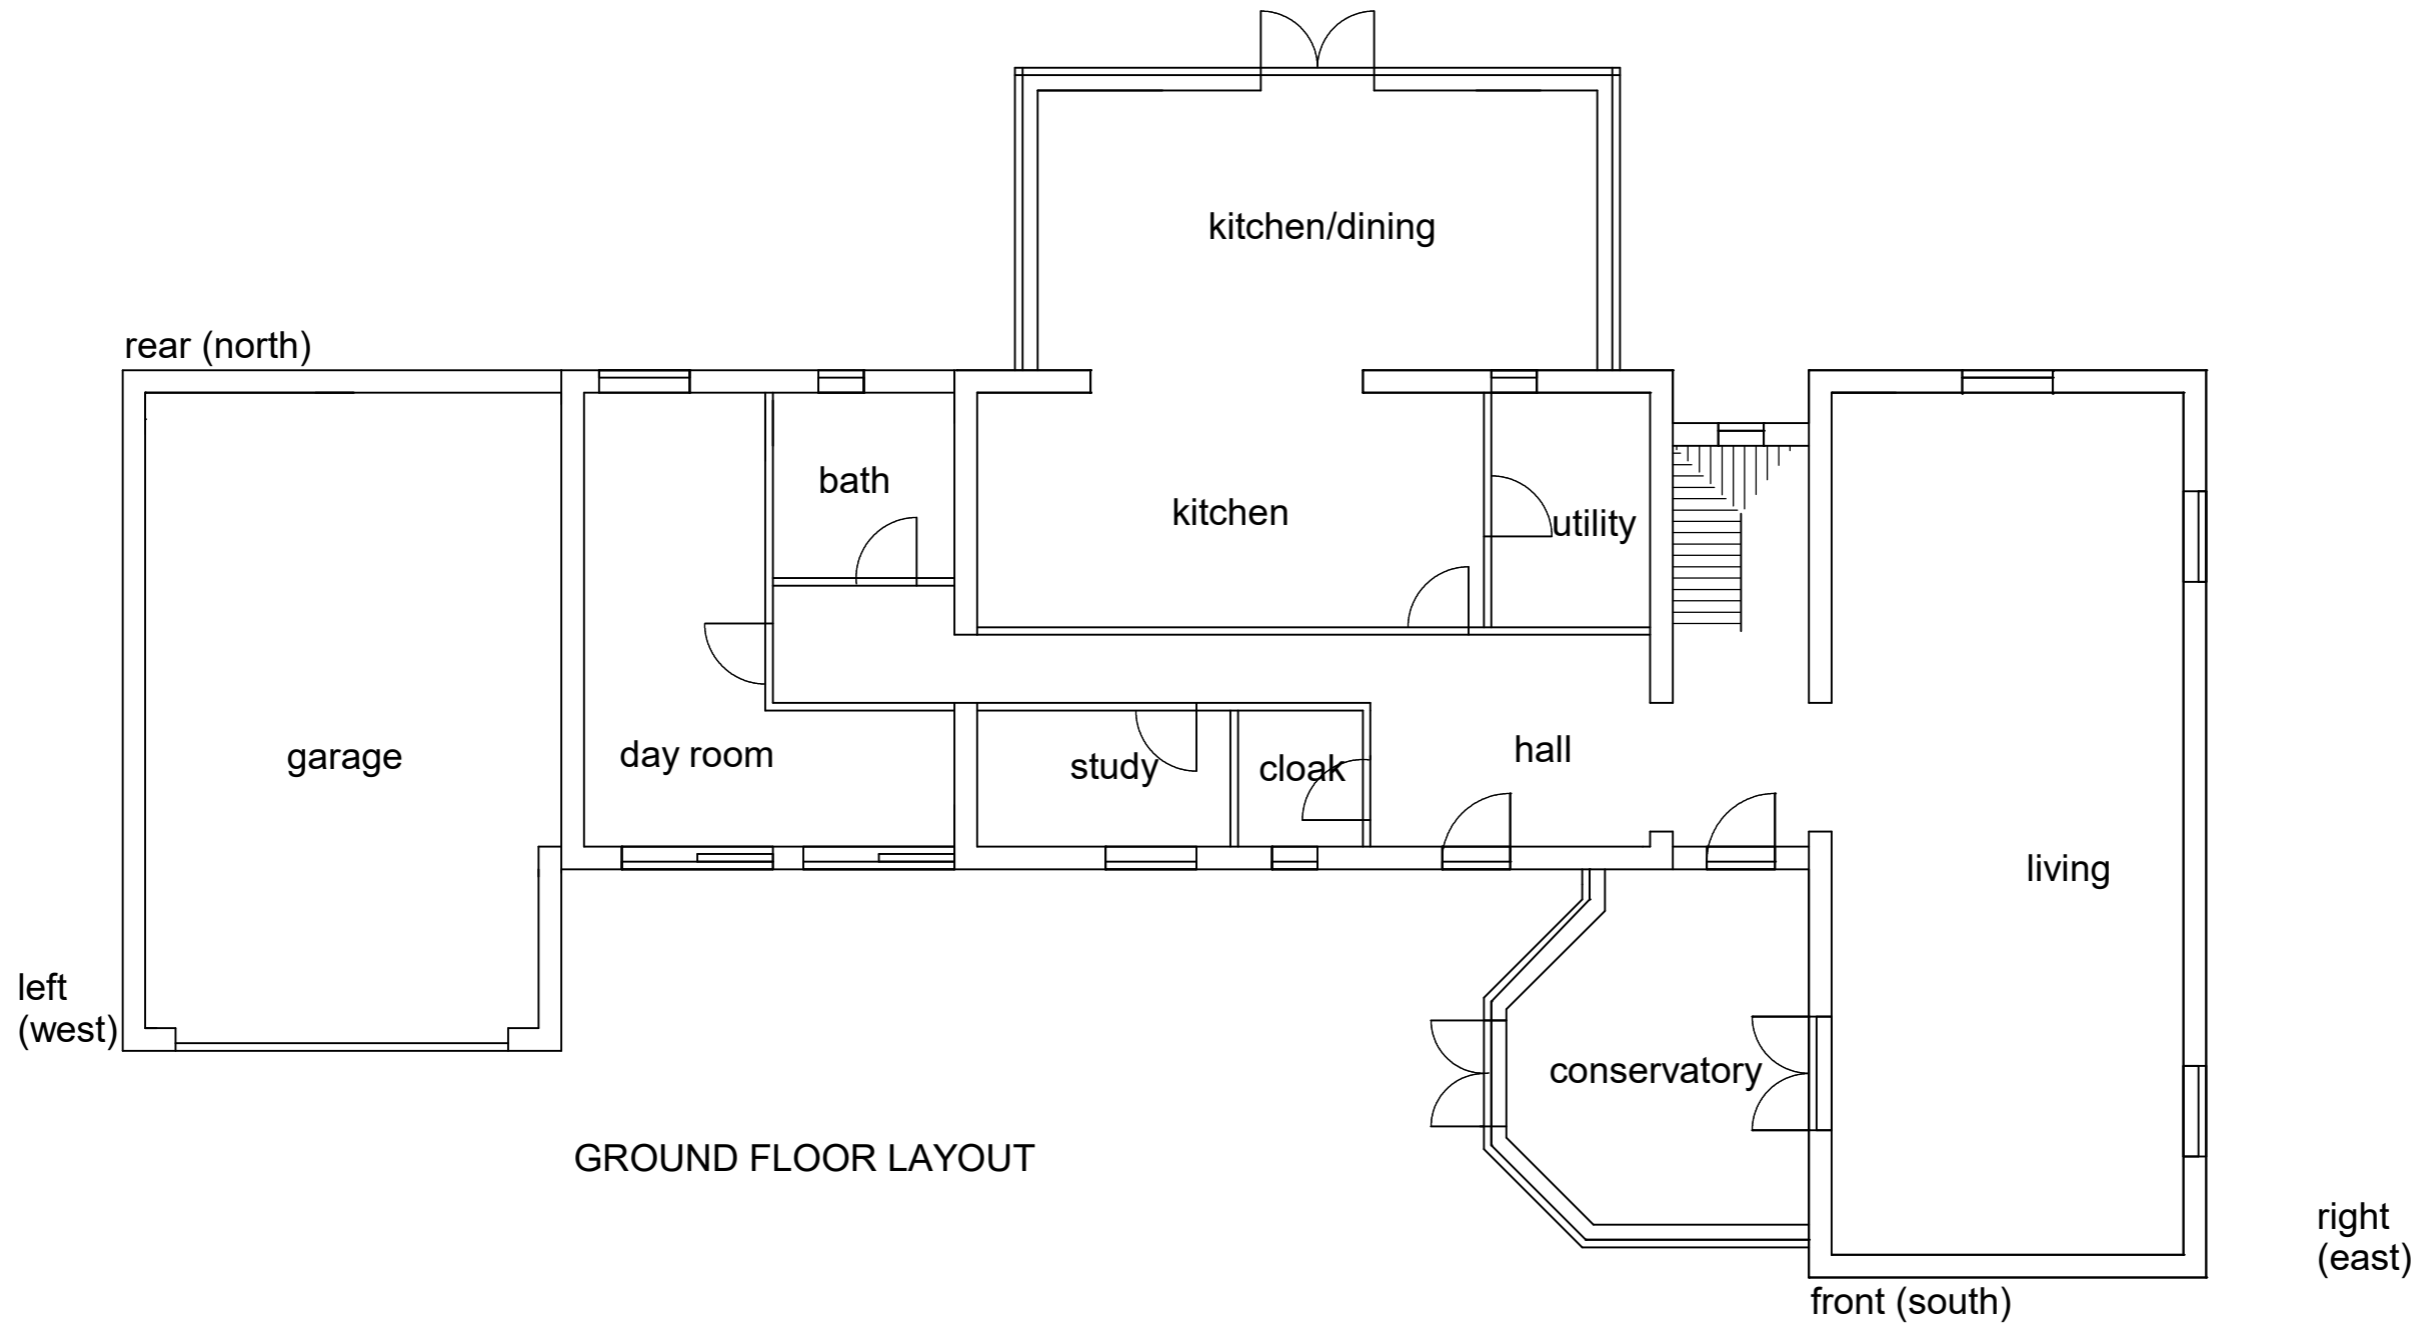 kitchen/dining
rear (north)
bath
kitchen
utility
garage
day room
study
cloak
hall
living
left
(west)
conservatory
GROUND FLOOR LAYOUT
right
(east)
front (south)